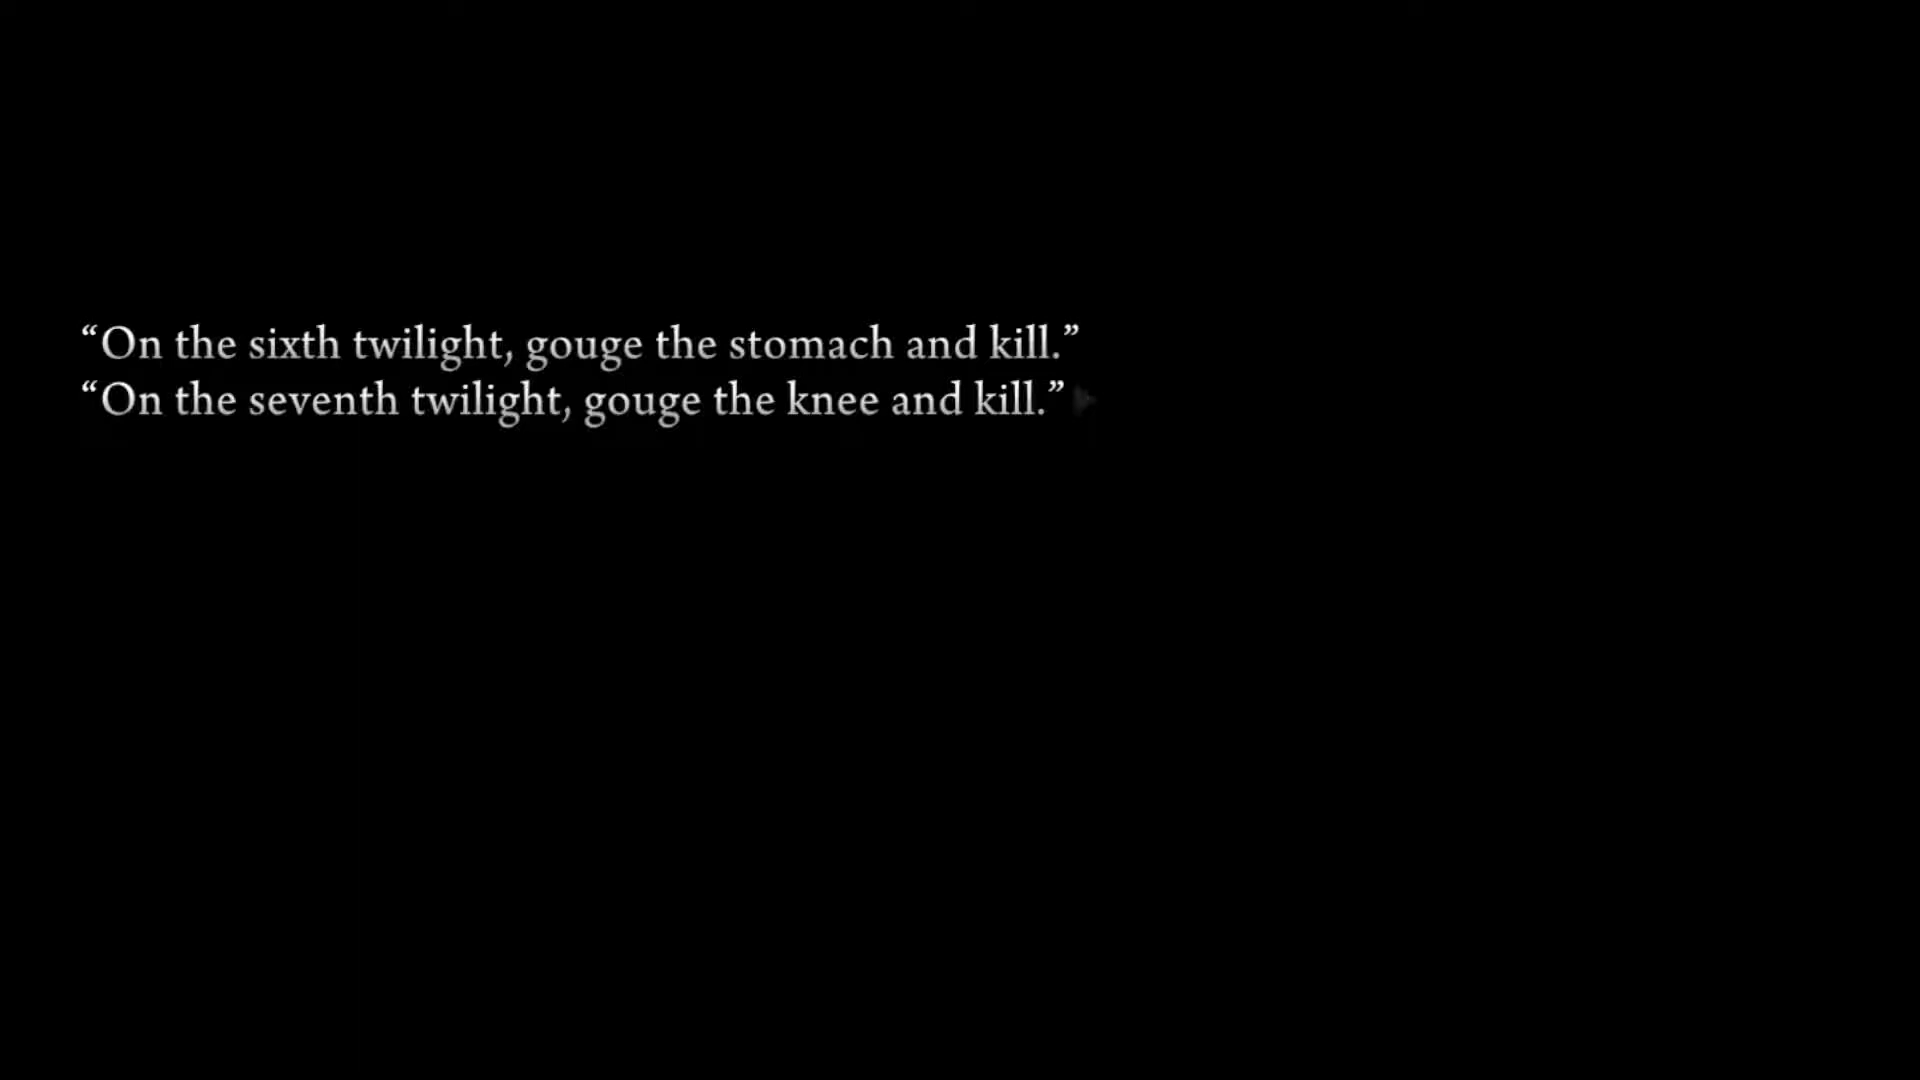 “On the sixth twilight, gouge the stomach and kill.”
“On the seventh twilight, gouge the knee and kill.”